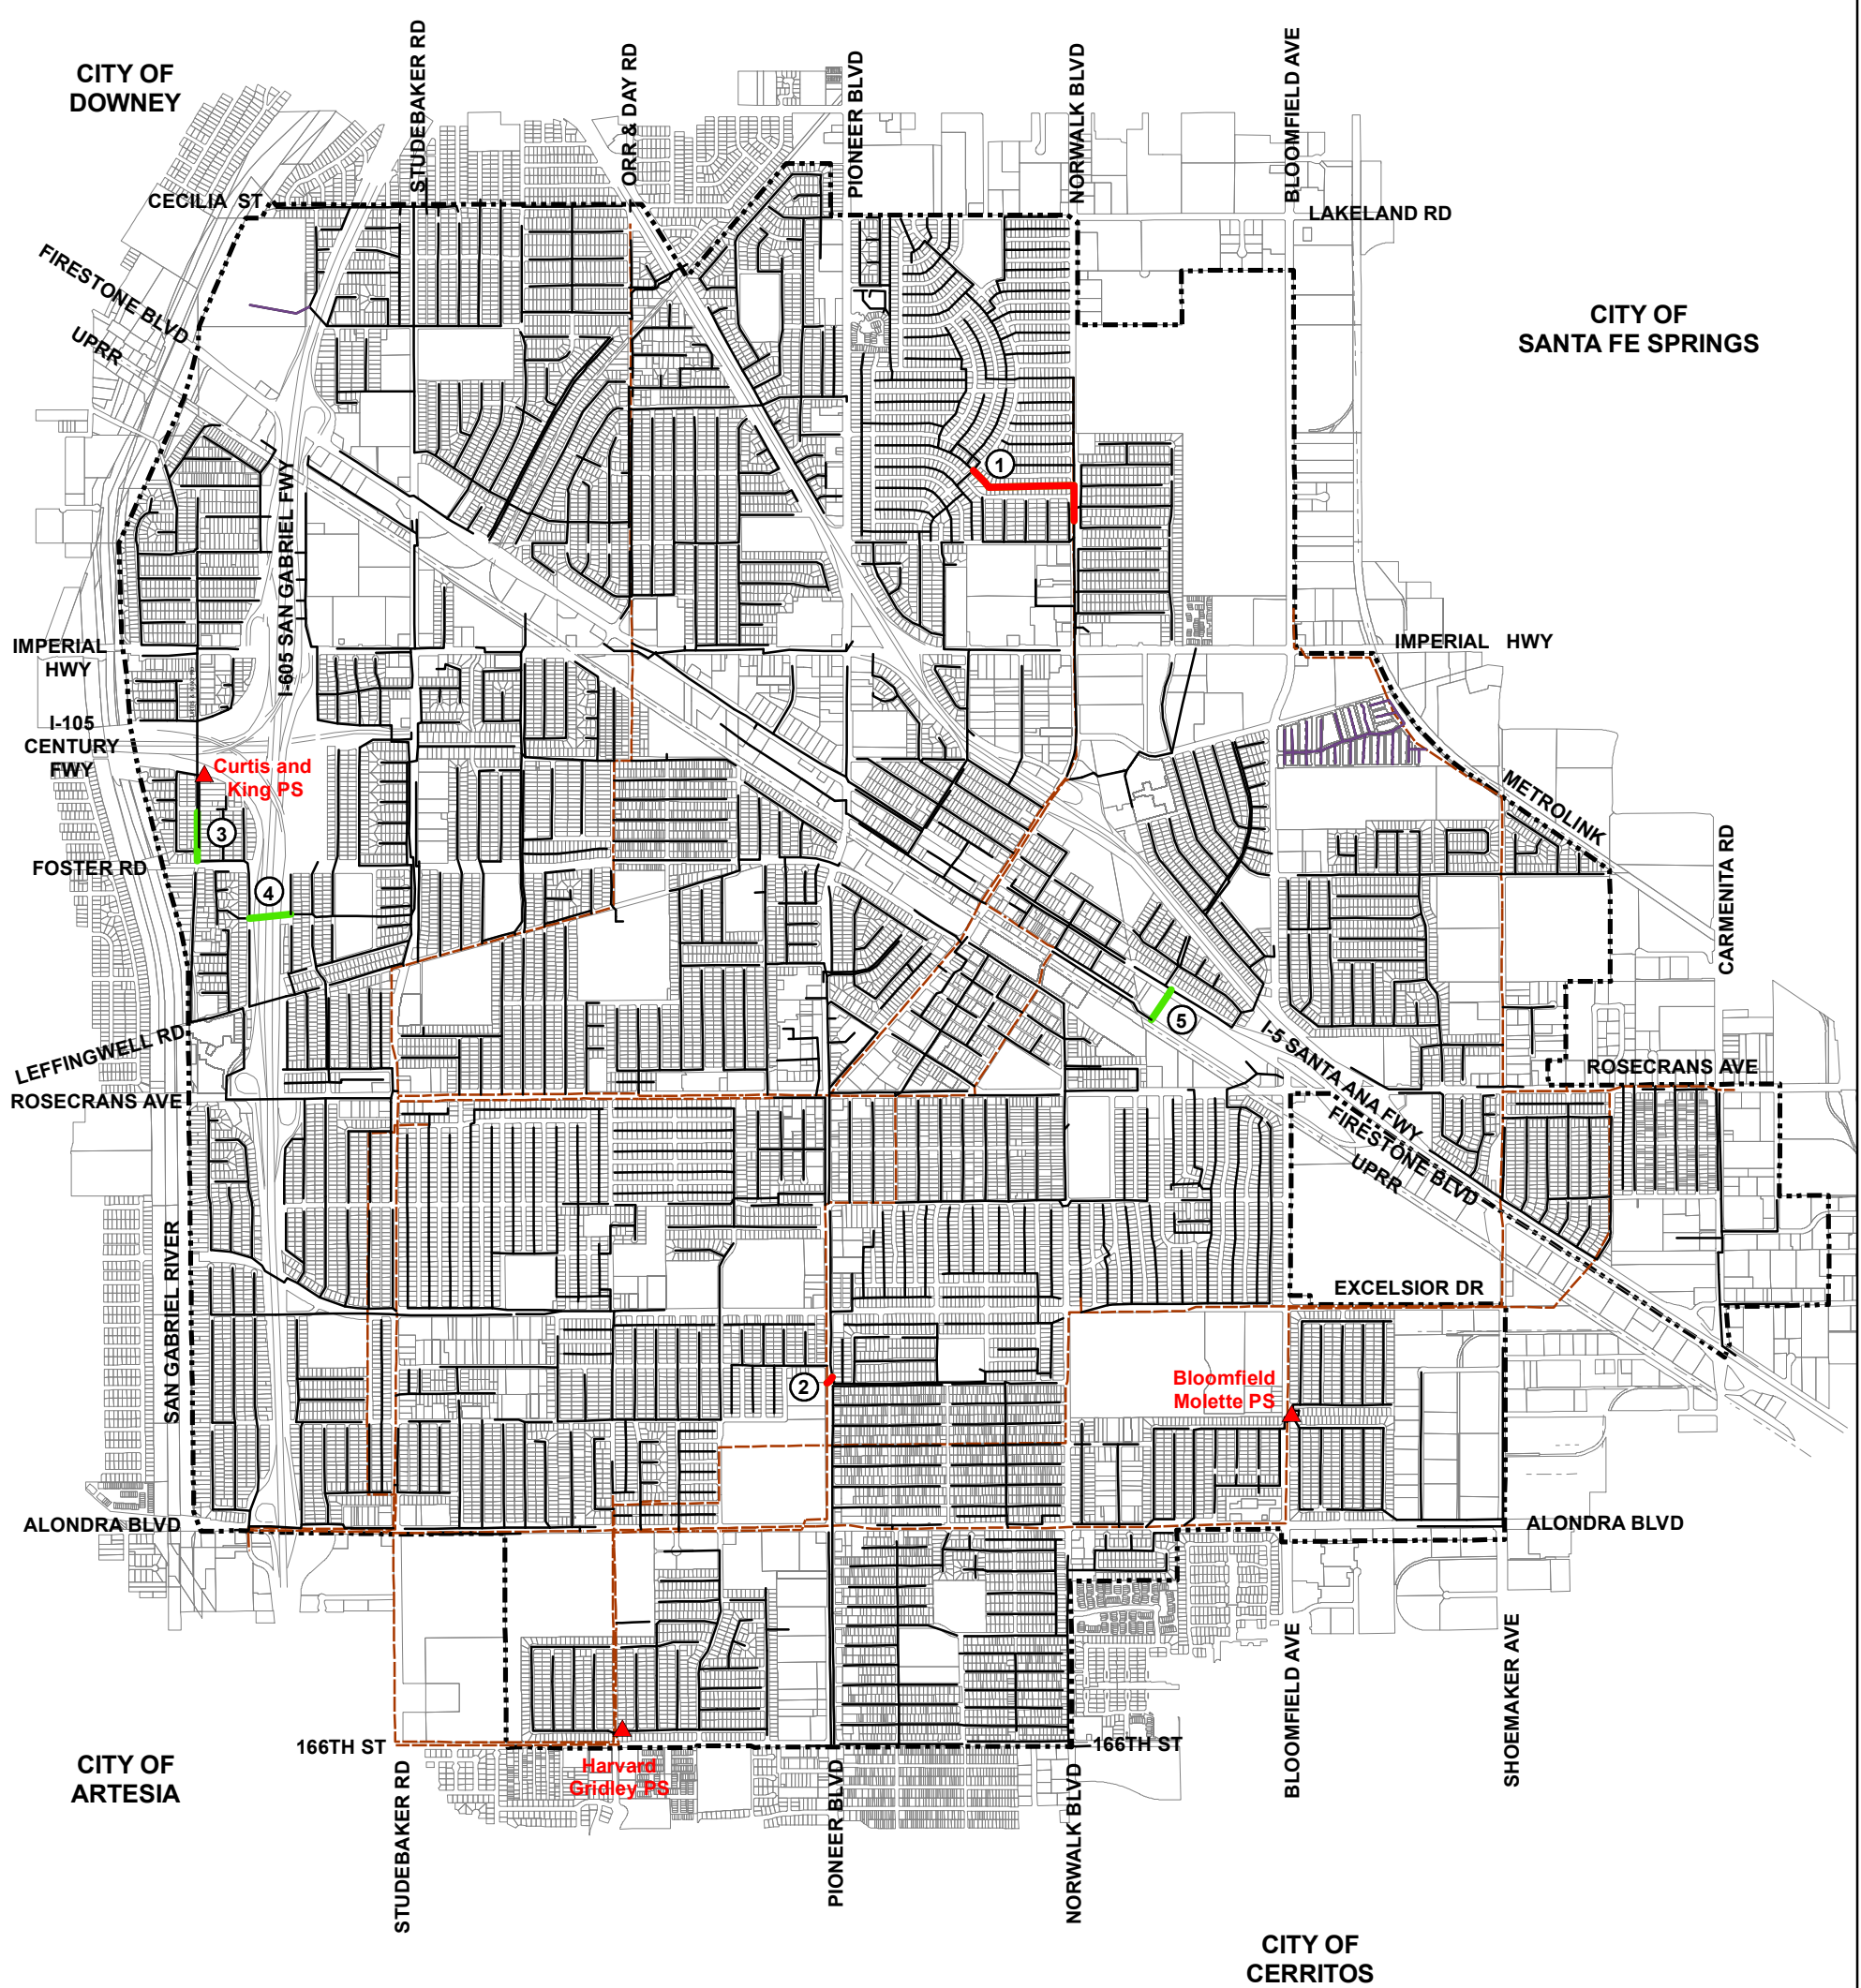 CITY OF
DOWNEY
STUDEBAKER RD
ORR & DAY RD
PIONEER BLVD
NORWALK BLVD
BLOOMFIELD AVE
CECILIA ST
LAKELAND RD
FIRESTONE BLVD
UPRR
CITY OF
SANTA FE SPRINGS
1
I-605 SAN GABRIEL FWY
IMPERIAL
HWY
IMPERIAL HWY
I-105
CENTURY
FWY
Curtis and
King PS
METROLINK
3
FOSTER RD
4
CARMENITA RD
5
LEFFINGWELL RD
I-5 SANTA ANA FWY
ROSECRANS AVE
ROSECRANS AVE
FIRESTONE BLVD
UPRR
SAN GABRIEL RIVER
EXCELSIOR DR
2
Bloomfield
Molette PS
ALONDRA BLVD
ALONDRA BLVD
166TH ST
166TH ST
CITY OF
ARTESIA
Harvard
Gridley PS
STUDEBAKER RD
PIONEER BLVD
NORWALK BLVD
BLOOMFIELD AVE
SHOEMAKER AVE
CITY OF
CERRITOS